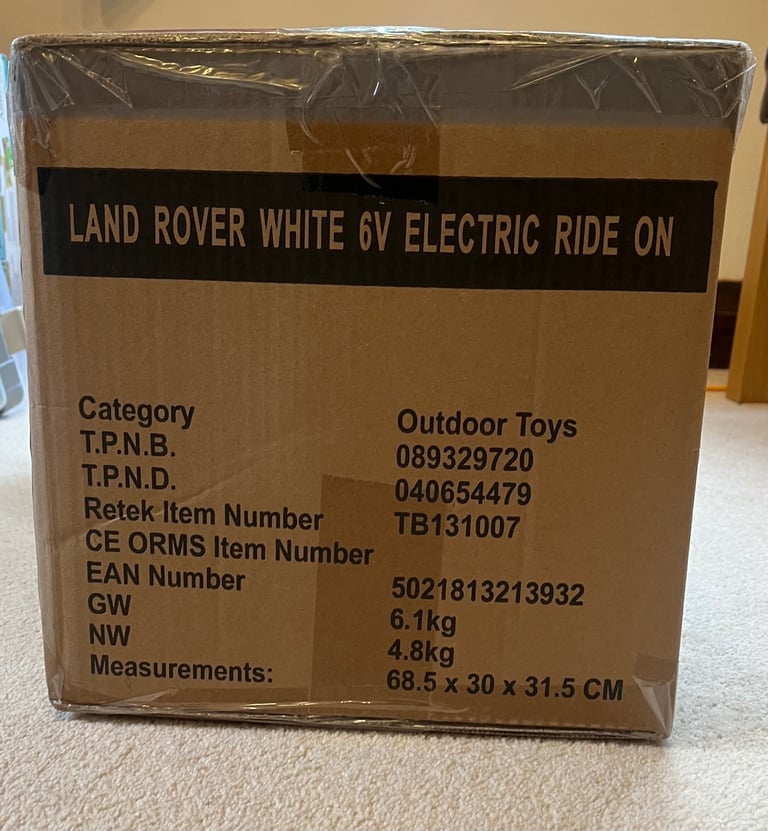 LAND ROVER WHITE 6V ELECTRIC RIDE ON
Category Outdoor Toys
T.P.N.B. 089329720
T.P.N.D. 040654479
Retek Item Number TB131007
CE ORMS Item Number
EAN Number 5021813213932
GW 6.1kg
NW 4.8kg
Measurements: 68.5 x 30 x 31.5 CM